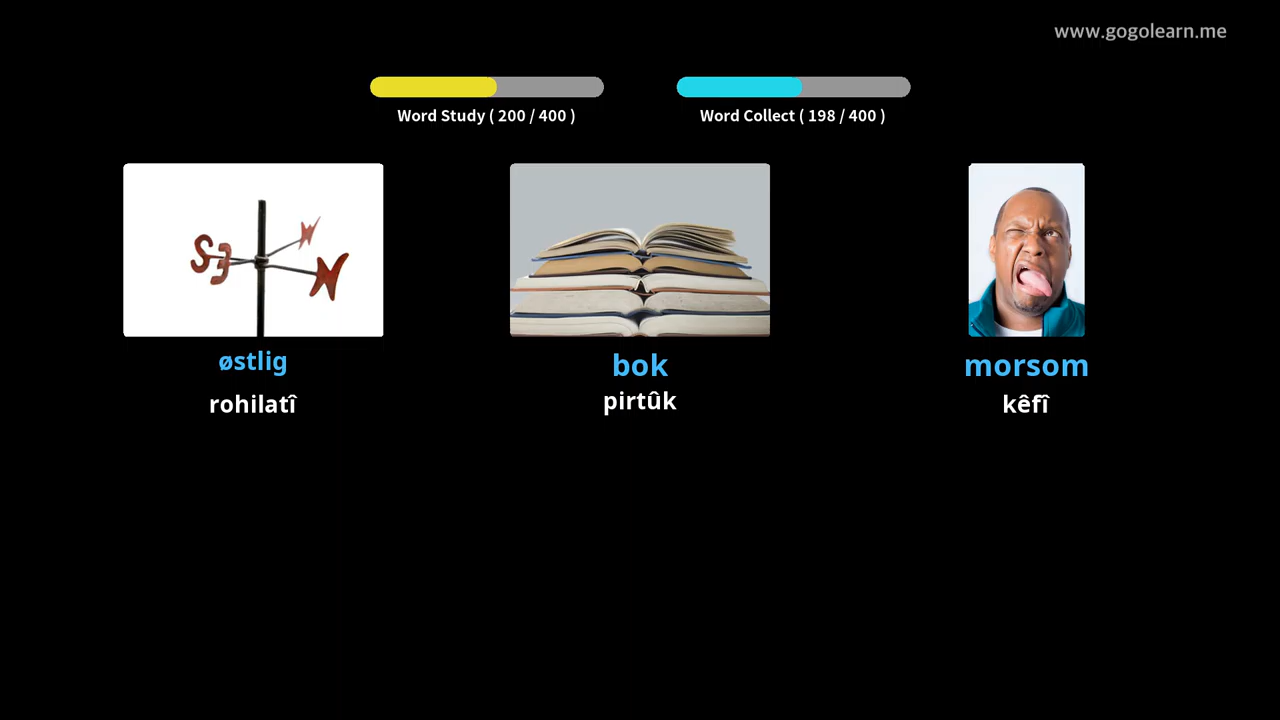 www.gogolearn.me
Word Study ( 200 / 400 )
Word Collect ( 198 / 400 )
østlig
bok
morsom
rohilatî
pirtûk
kêfî